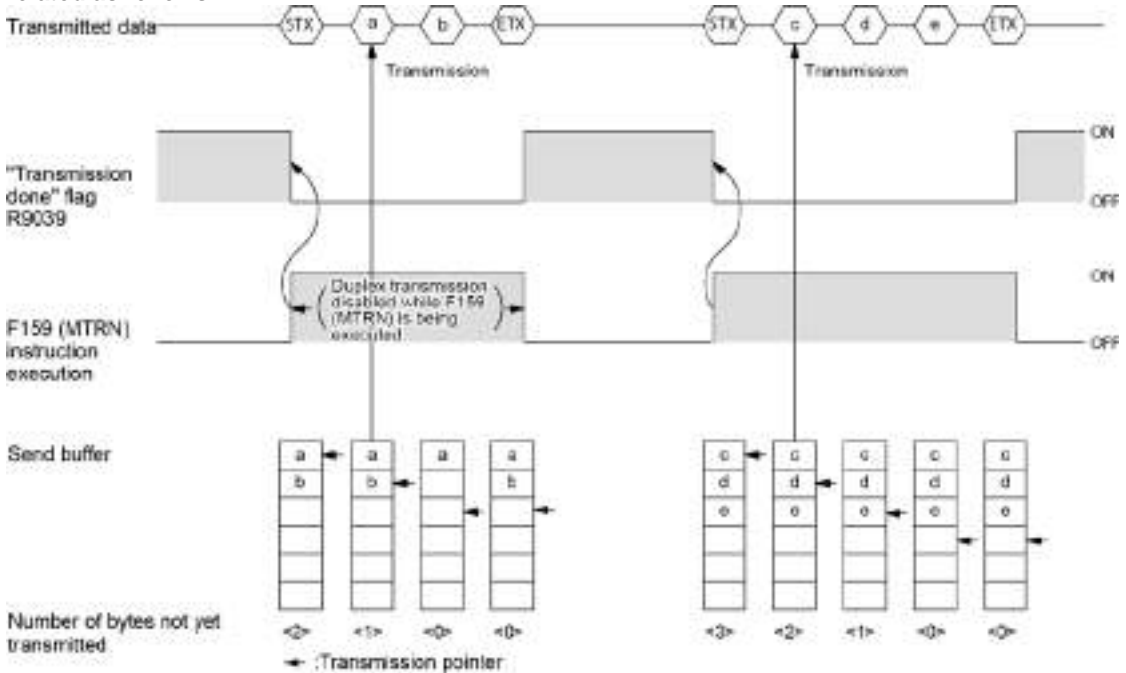 Transmitted data STX a b ETX STX c d e ETX
Transmission Transmission
ON
"Transmission
done" flag
R9039
OFF
ON
Duplex transmission
disabled while F159
(MTRN) is being
executed
F159 (MTRN)
instruction
execution
OFF
Send buffer
a a a a c c c c c
b b b d d d d d
e e e e e
Number of bytes not yet
transmitted
<2> <1> <0> <0> <3> <2> <1> <0> <0>
:Transmission pointer